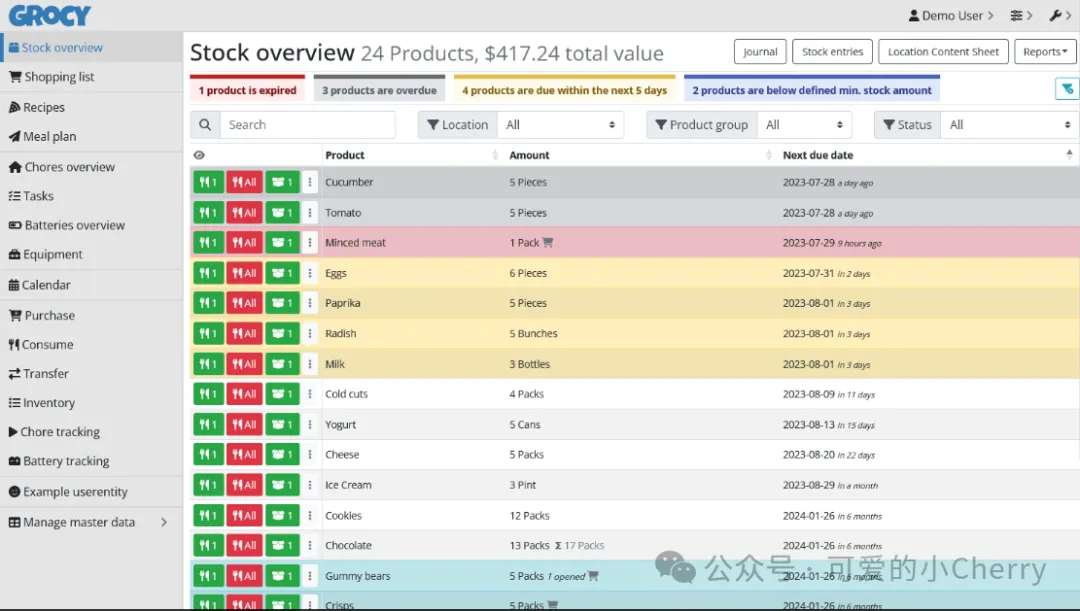 GROCY
Demo User
Stock overview
Shopping list
Recipes
Meal plan
Chores overview
Tasks
Batteries overview
Equipment
Calendar
Purchase
Consume
Transfer
Inventory
Chore tracking
Battery tracking
Example userentity
Manage master data
Stock overview 24 Products, $417.24 total value
Journal Stock entries Location Content Sheet Reports
1 product is expired 3 products are overdue 4 products are due within the next 5 days 2 products are below defined min. stock amount
Search Location All Product group All Status All
Product Amount Next due date
1 All 1 Cucumber 5 Pieces 2023-07-28 a day ago
1 All 1 Tomato 5 Pieces 2023-07-28 a day ago
1 All 1 Minced meat 1 Pack 2023-07-29 9 hours ago
1 All 1 Eggs 6 Pieces 2023-07-31 in 2 days
1 All 1 Paprika 5 Pieces 2023-08-01 in 3 days
1 All 1 Radish 5 Bunches 2023-08-01 in 3 days
1 All 1 Milk 3 Bottles 2023-08-01 in 3 days
1 All 1 Cold cuts 4 Packs 2023-08-09 in 11 days
1 All 1 Yogurt 5 Cans 2023-08-13 in 15 days
1 All 1 Cheese 5 Packs 2023-08-20 in 22 days
1 All 1 Ice Cream 3 Pint 2023-08-29 in a month
1 All 1 Cookies 12 Packs 2024-01-26 in 6 months
1 All 1 Chocolate 13 Packs Σ 17 Packs 2024-01-26 in 6 months
1 All 1 Gummy bears 5 Packs 1 opened 2024-01-26 in 6 months
1 All 1 Crisps 5 Packs 2024-01-26 in 6 months
公众号 · 可爱的小Cherry